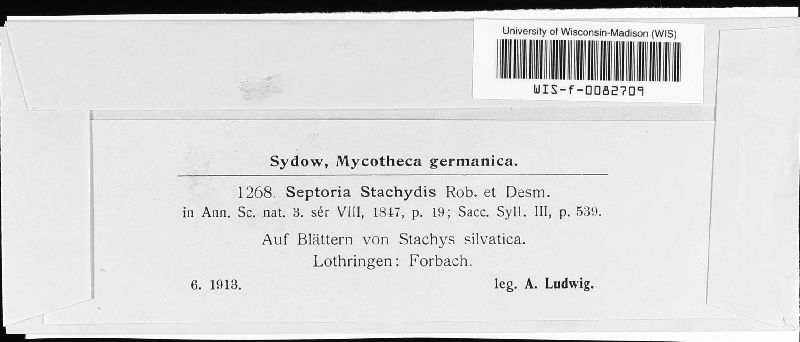 University of Wisconsin-Madison (WIS)
WIS-f-0082709
Sydow, Mycotheca germanica.
1268. Septoria Stachydis Rob. et Desm.
in Ann. Sc. nat. 3. sér VIII, 1847, p. 19; Sacc. Syll. III, p. 539.
Auf Blättern von Stachys silvatica.
Lothringen: Forbach.
6. 1913. leg. A. Ludwig.